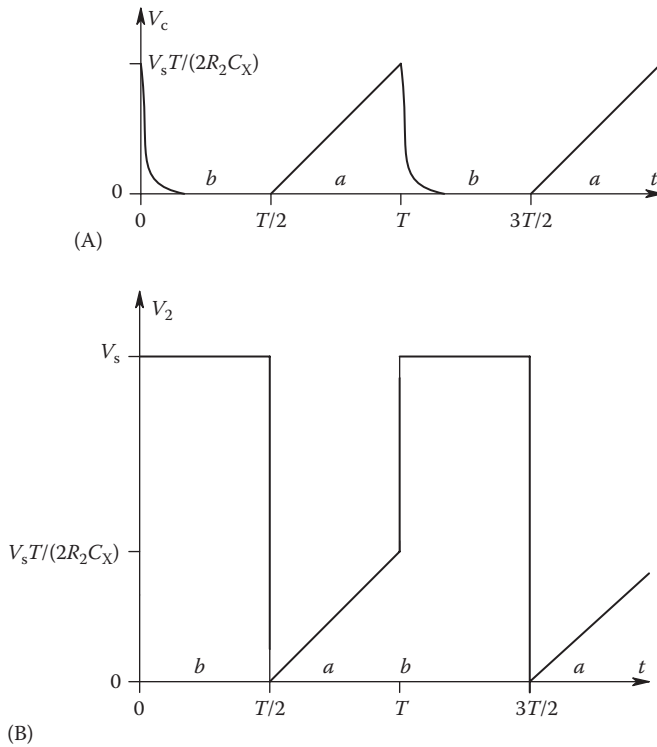 V_c
V_sT/(2R_2C_X)
0
b a b a t
0 T/2 T 3T/2
(A)
V_2
V_s
V_sT/(2R_2C_X)
b a b a t
0
0 T/2 T 3T/2
(B)